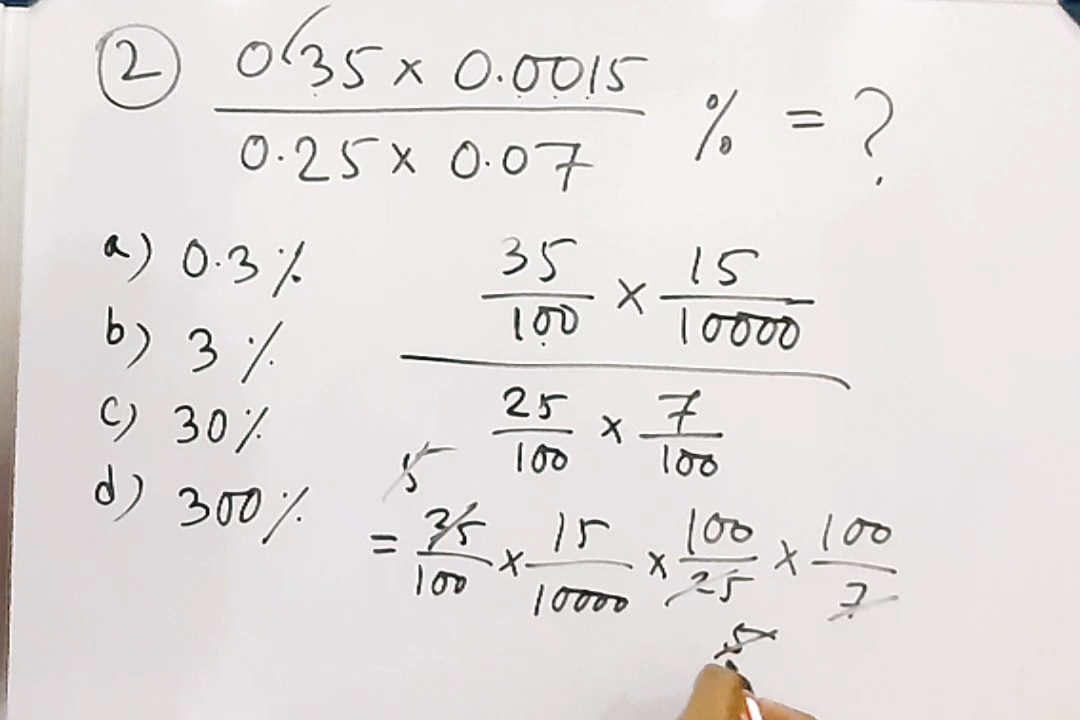 ② 0.35 × 0.0015
0.25 × 0.07
% = ?
a) 0.3%
b) 3%
c) 30%
d) 300%
35/100 × 15/10000
25/100 × 7/100
5
= 35/100 × 15/10000 × 100/25 × 100/7
5